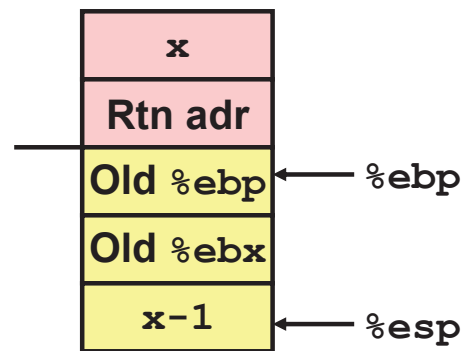 x
Rtn adr
Old %ebp
%ebp
Old %ebx
x-1
%esp